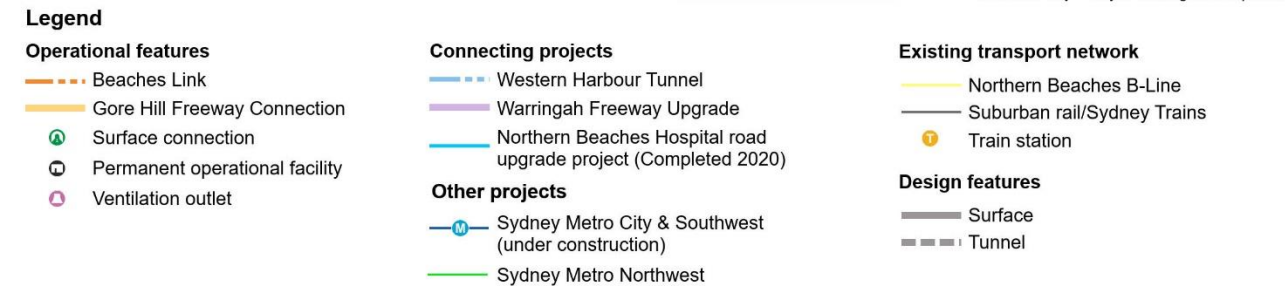 Legend
Operational features
Beaches Link
Gore Hill Freeway Connection
Surface connection
Permanent operational facility
Ventilation outlet
Connecting projects
Western Harbour Tunnel
Warringah Freeway Upgrade
Northern Beaches Hospital road
upgrade project (Completed 2020)
Other projects
M
Sydney Metro City & Southwest
(under construction)
Sydney Metro Northwest
Existing transport network
Northern Beaches B-Line
Suburban rail/Sydney Trains
T
Train station
Design features
Surface
Tunnel